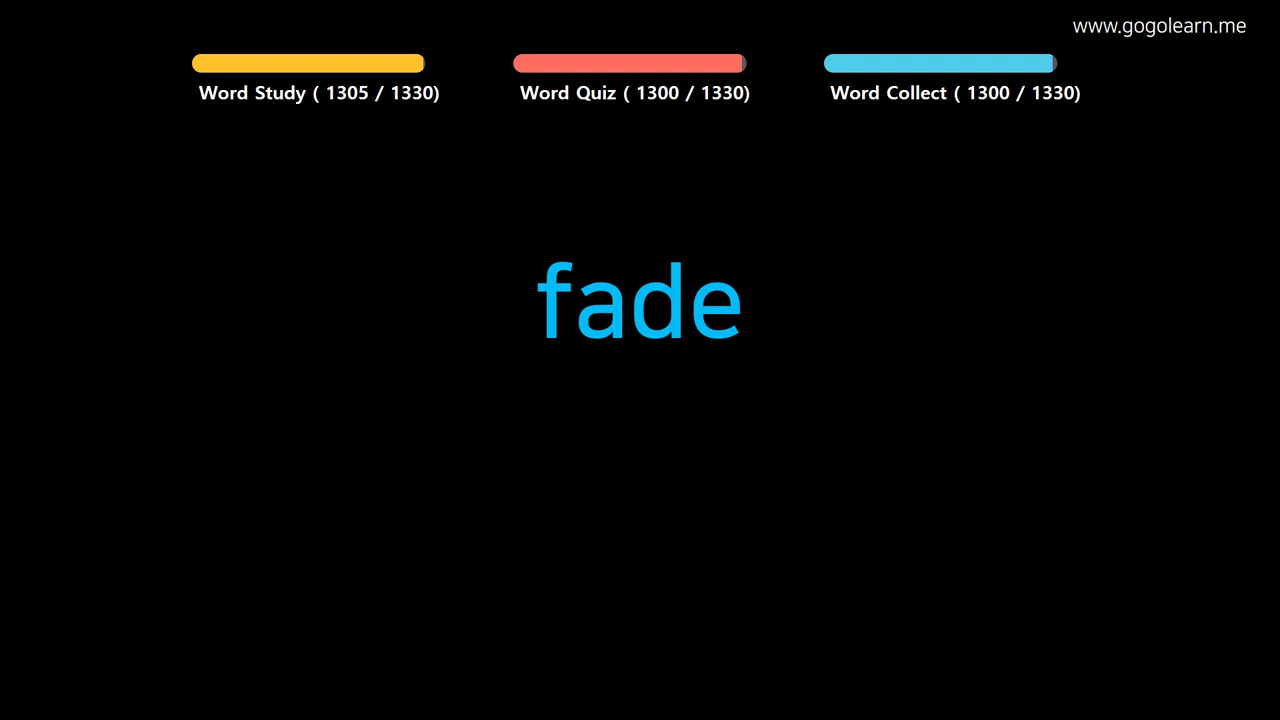 www.gogolearn.me
Word Study ( 1305 / 1330)
Word Quiz ( 1300 / 1330)
Word Collect ( 1300 / 1330)
fade